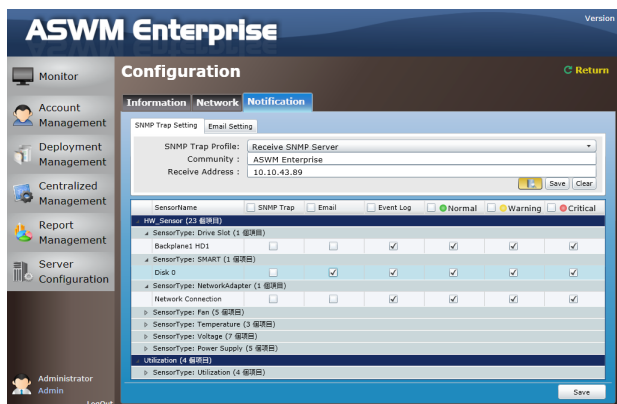 Version
ASWM Enterprise
Monitor
Account
Management
Deployment
Management
Centralized
Management
Report
Management
Server
Configuration
Administrator
Admin
LogOut
Configuration
Return
Information Network Notification
SNMP Trap Setting Email Setting
SNMP Trap Profile: Receive SNMP Server
Community : ASWM Enterprise
Receive Address : 10.10.43.89
Save Clear
SensorName SNMP Trap Email Event Log Normal Warning Critical
HW_Sensor (23 個項目)
SensorType: Drive Slot (1 個項目)
Backplane1 HD1
SensorType: SMART (1 個項目)
Disk 0
SensorType: NetworkAdapter (1 個項目)
Network Connection
SensorType: Fan (5 個項目)
SensorType: Temperature (3 個項目)
SensorType: Voltage (7 個項目)
SensorType: Power Supply (5 個項目)
Utilization (4 個項目)
SensorType: Utilization (4 個項目)
Save